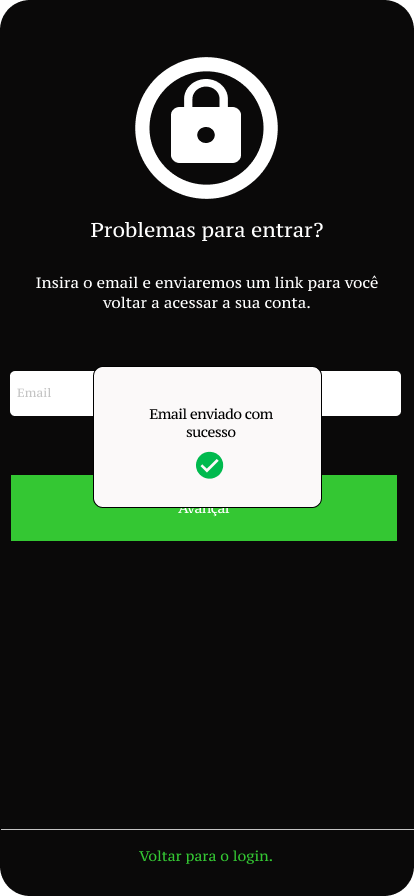 Problemas para entrar?
Insira o email e enviaremos um link para você
voltar a acessar a sua conta.
Email
Email enviado com
sucesso
Avançar
Voltar para o login.